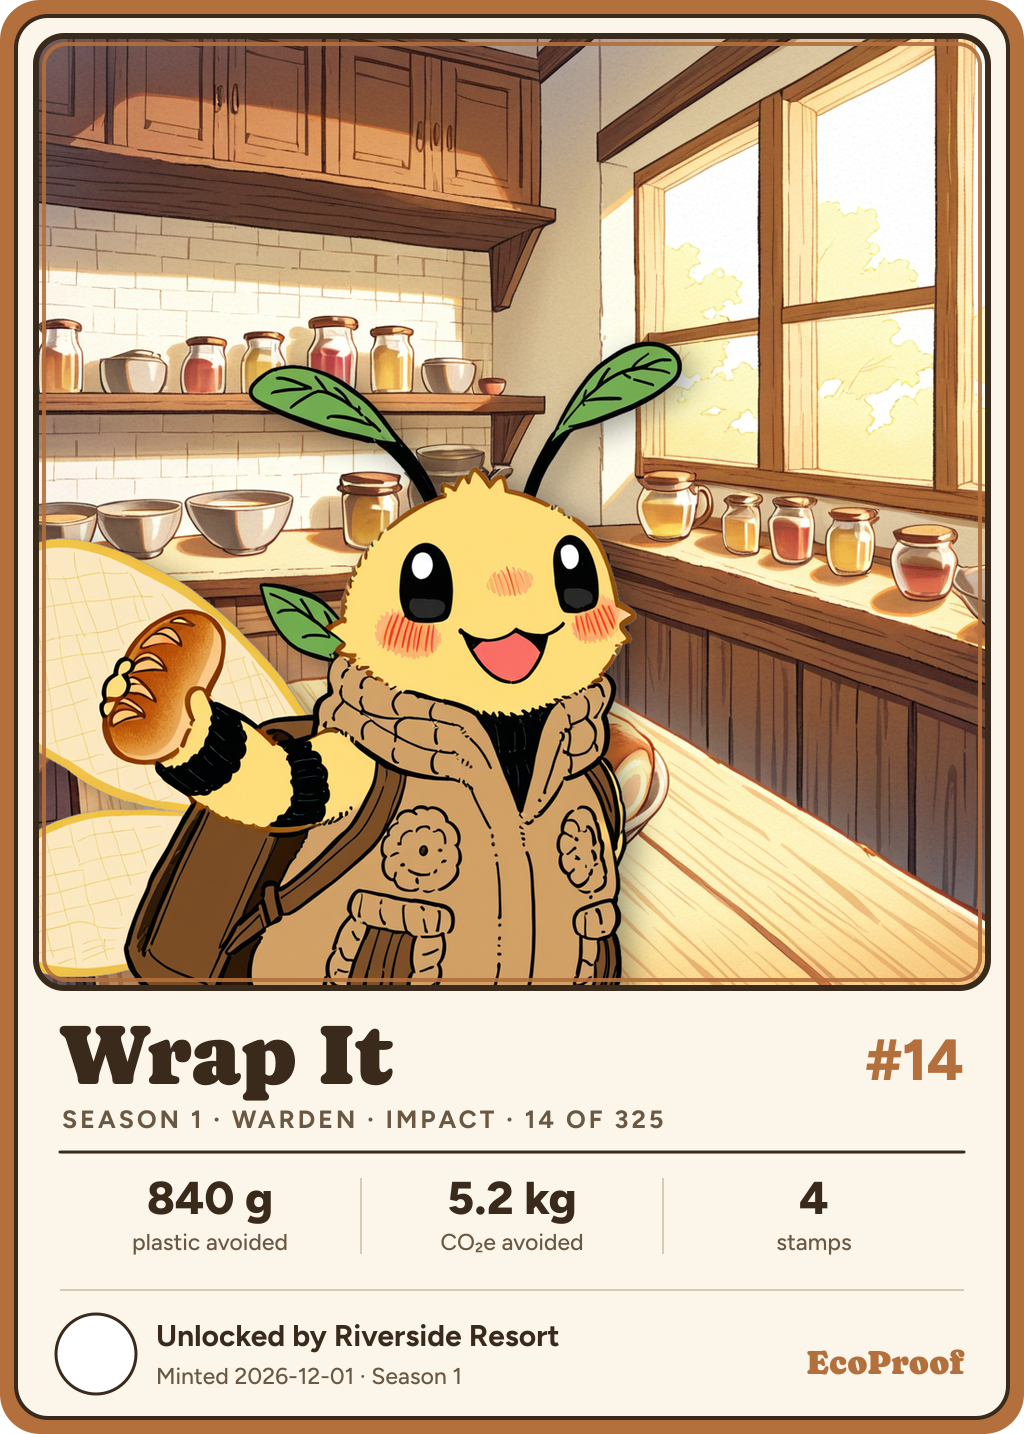 Wrap It
#14
SEASON 1 · WARDEN · IMPACT · 14 OF 325
840 g
plastic avoided
5.2 kg
CO₂e avoided
4
stamps
Unlocked by Riverside Resort
Minted 2026-12-01 · Season 1
EcoProof